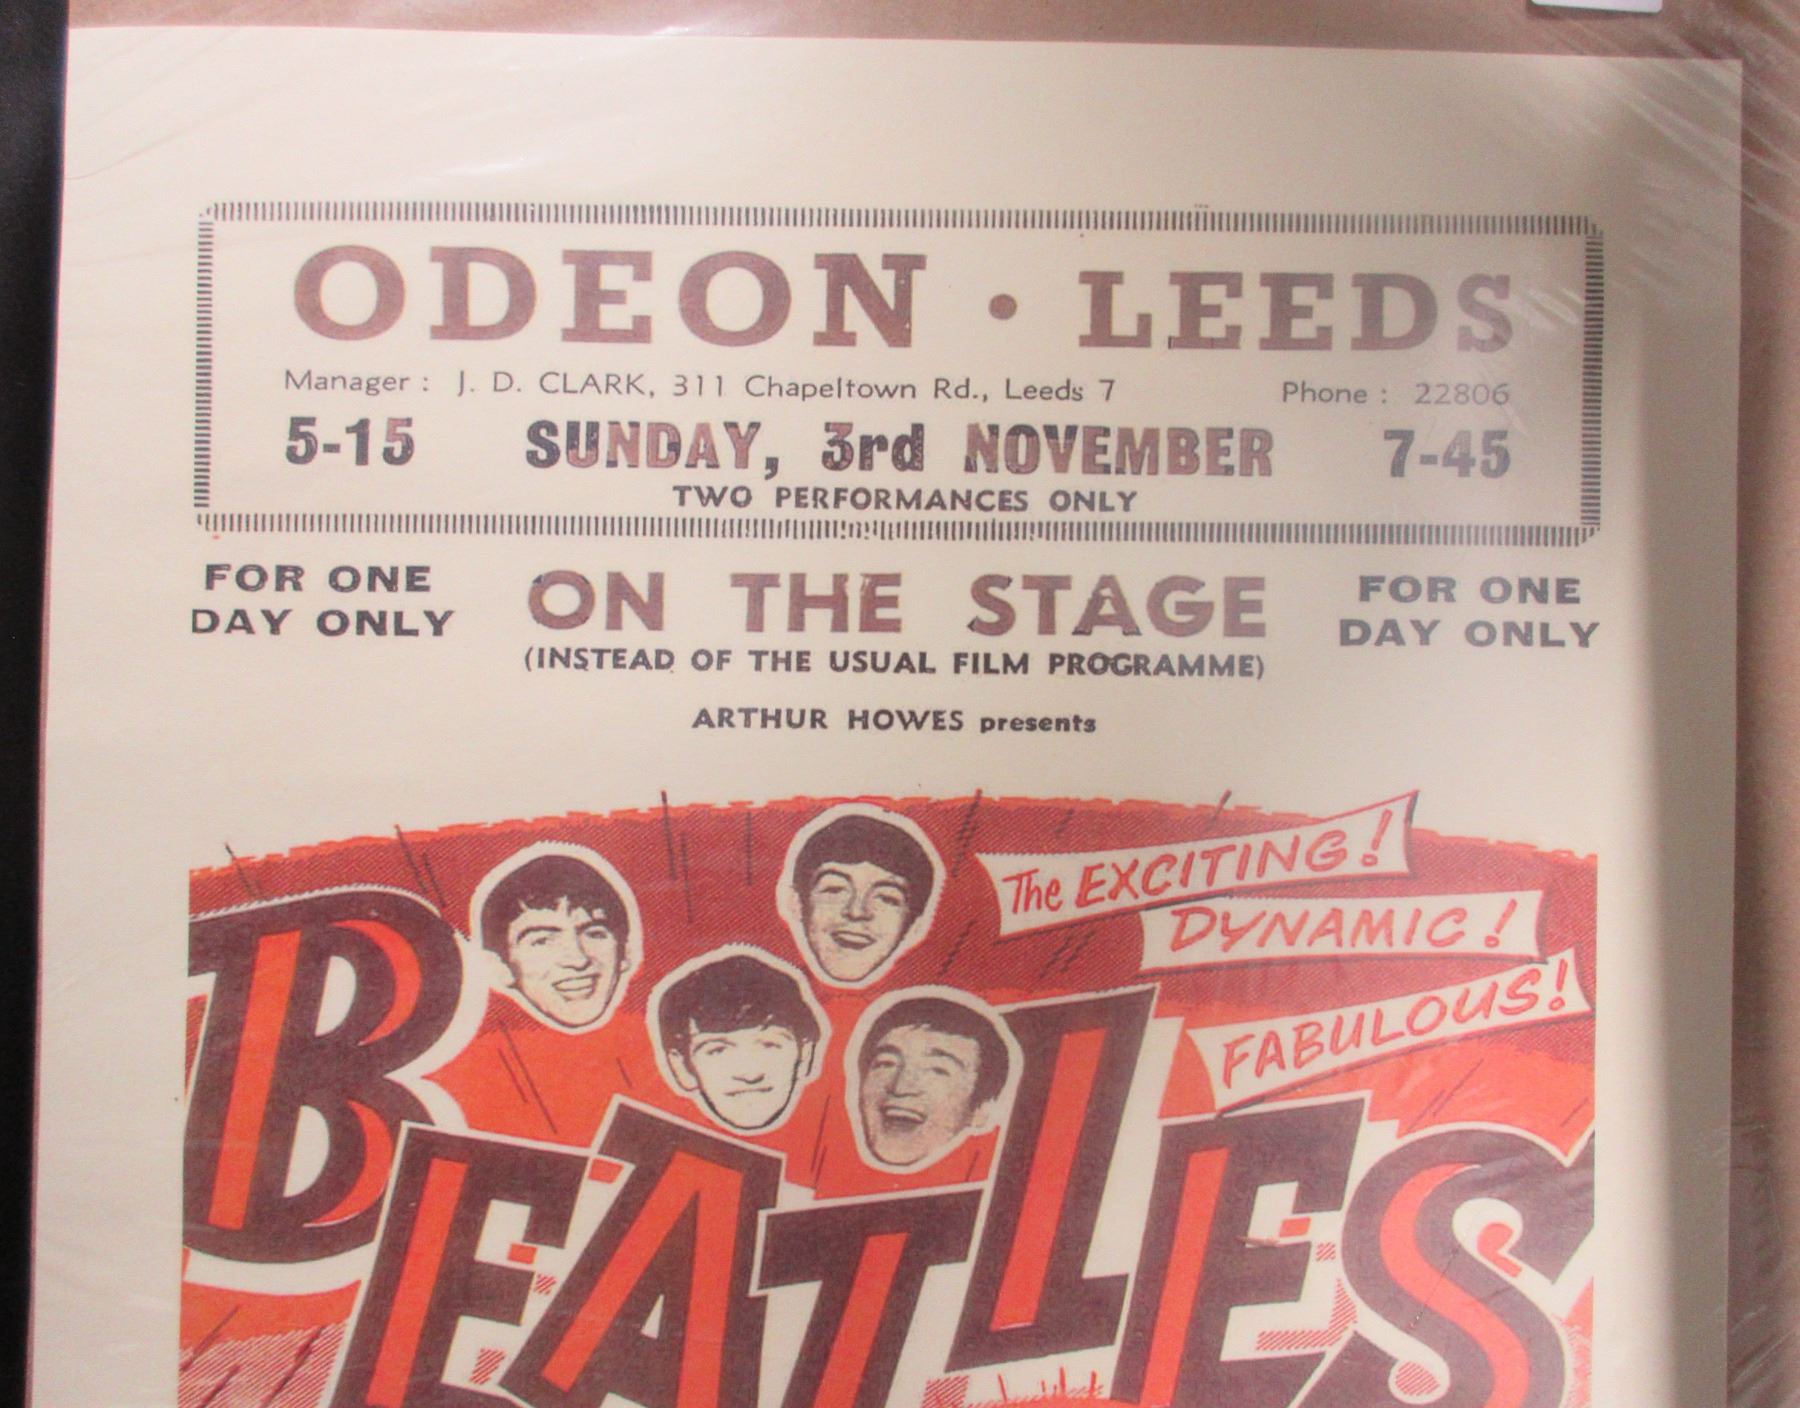 ODEON • LEEDS
Manager : J. D. CLARK, 311 Chapeltown Rd., Leeds 7 Phone : 22806
5-15 SUNDAY, 3rd NOVEMBER 7-45
TWO PERFORMANCES ONLY
FOR ONE DAY ONLY
ON THE STAGE
FOR ONE DAY ONLY
(INSTEAD OF THE USUAL FILM PROGRAMME)
ARTHUR HOWES presents
The EXCITING!
DYNAMIC!
FABULOUS!
BEATLES